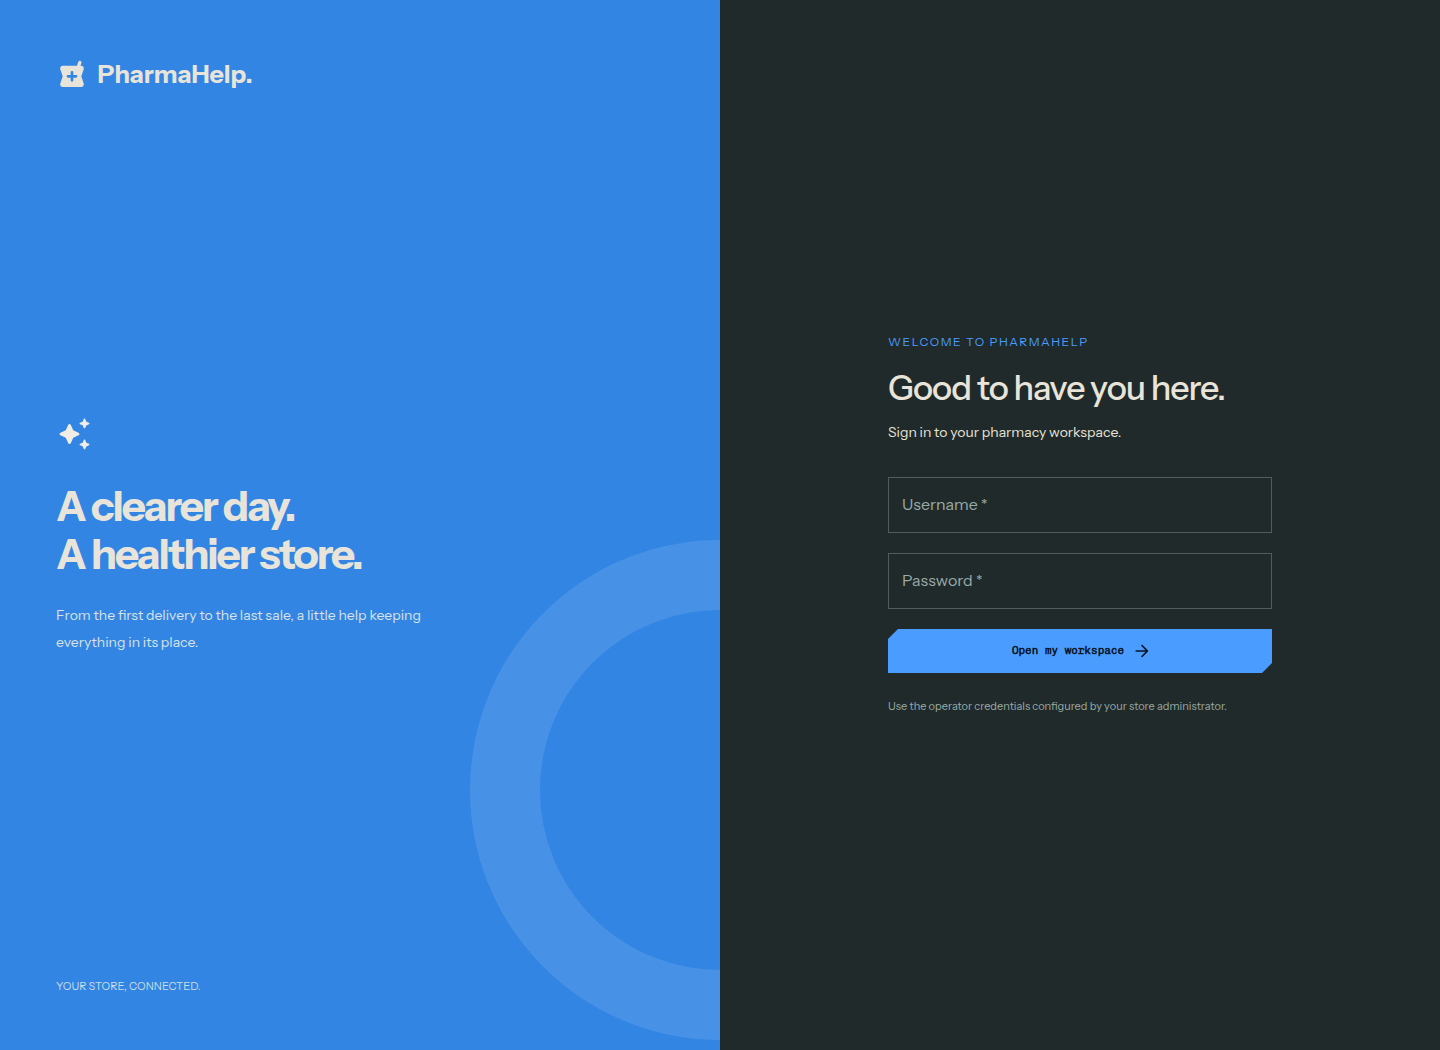 PharmaHelp.
A clearer day.
A healthier store.
From the first delivery to the last sale, a little help keeping
everything in its place.
YOUR STORE, CONNECTED.
WELCOME TO PHARMAHELP
Good to have you here.
Sign in to your pharmacy workspace.
Username *
Password *
Open my workspace
Use the operator credentials configured by your store administrator.